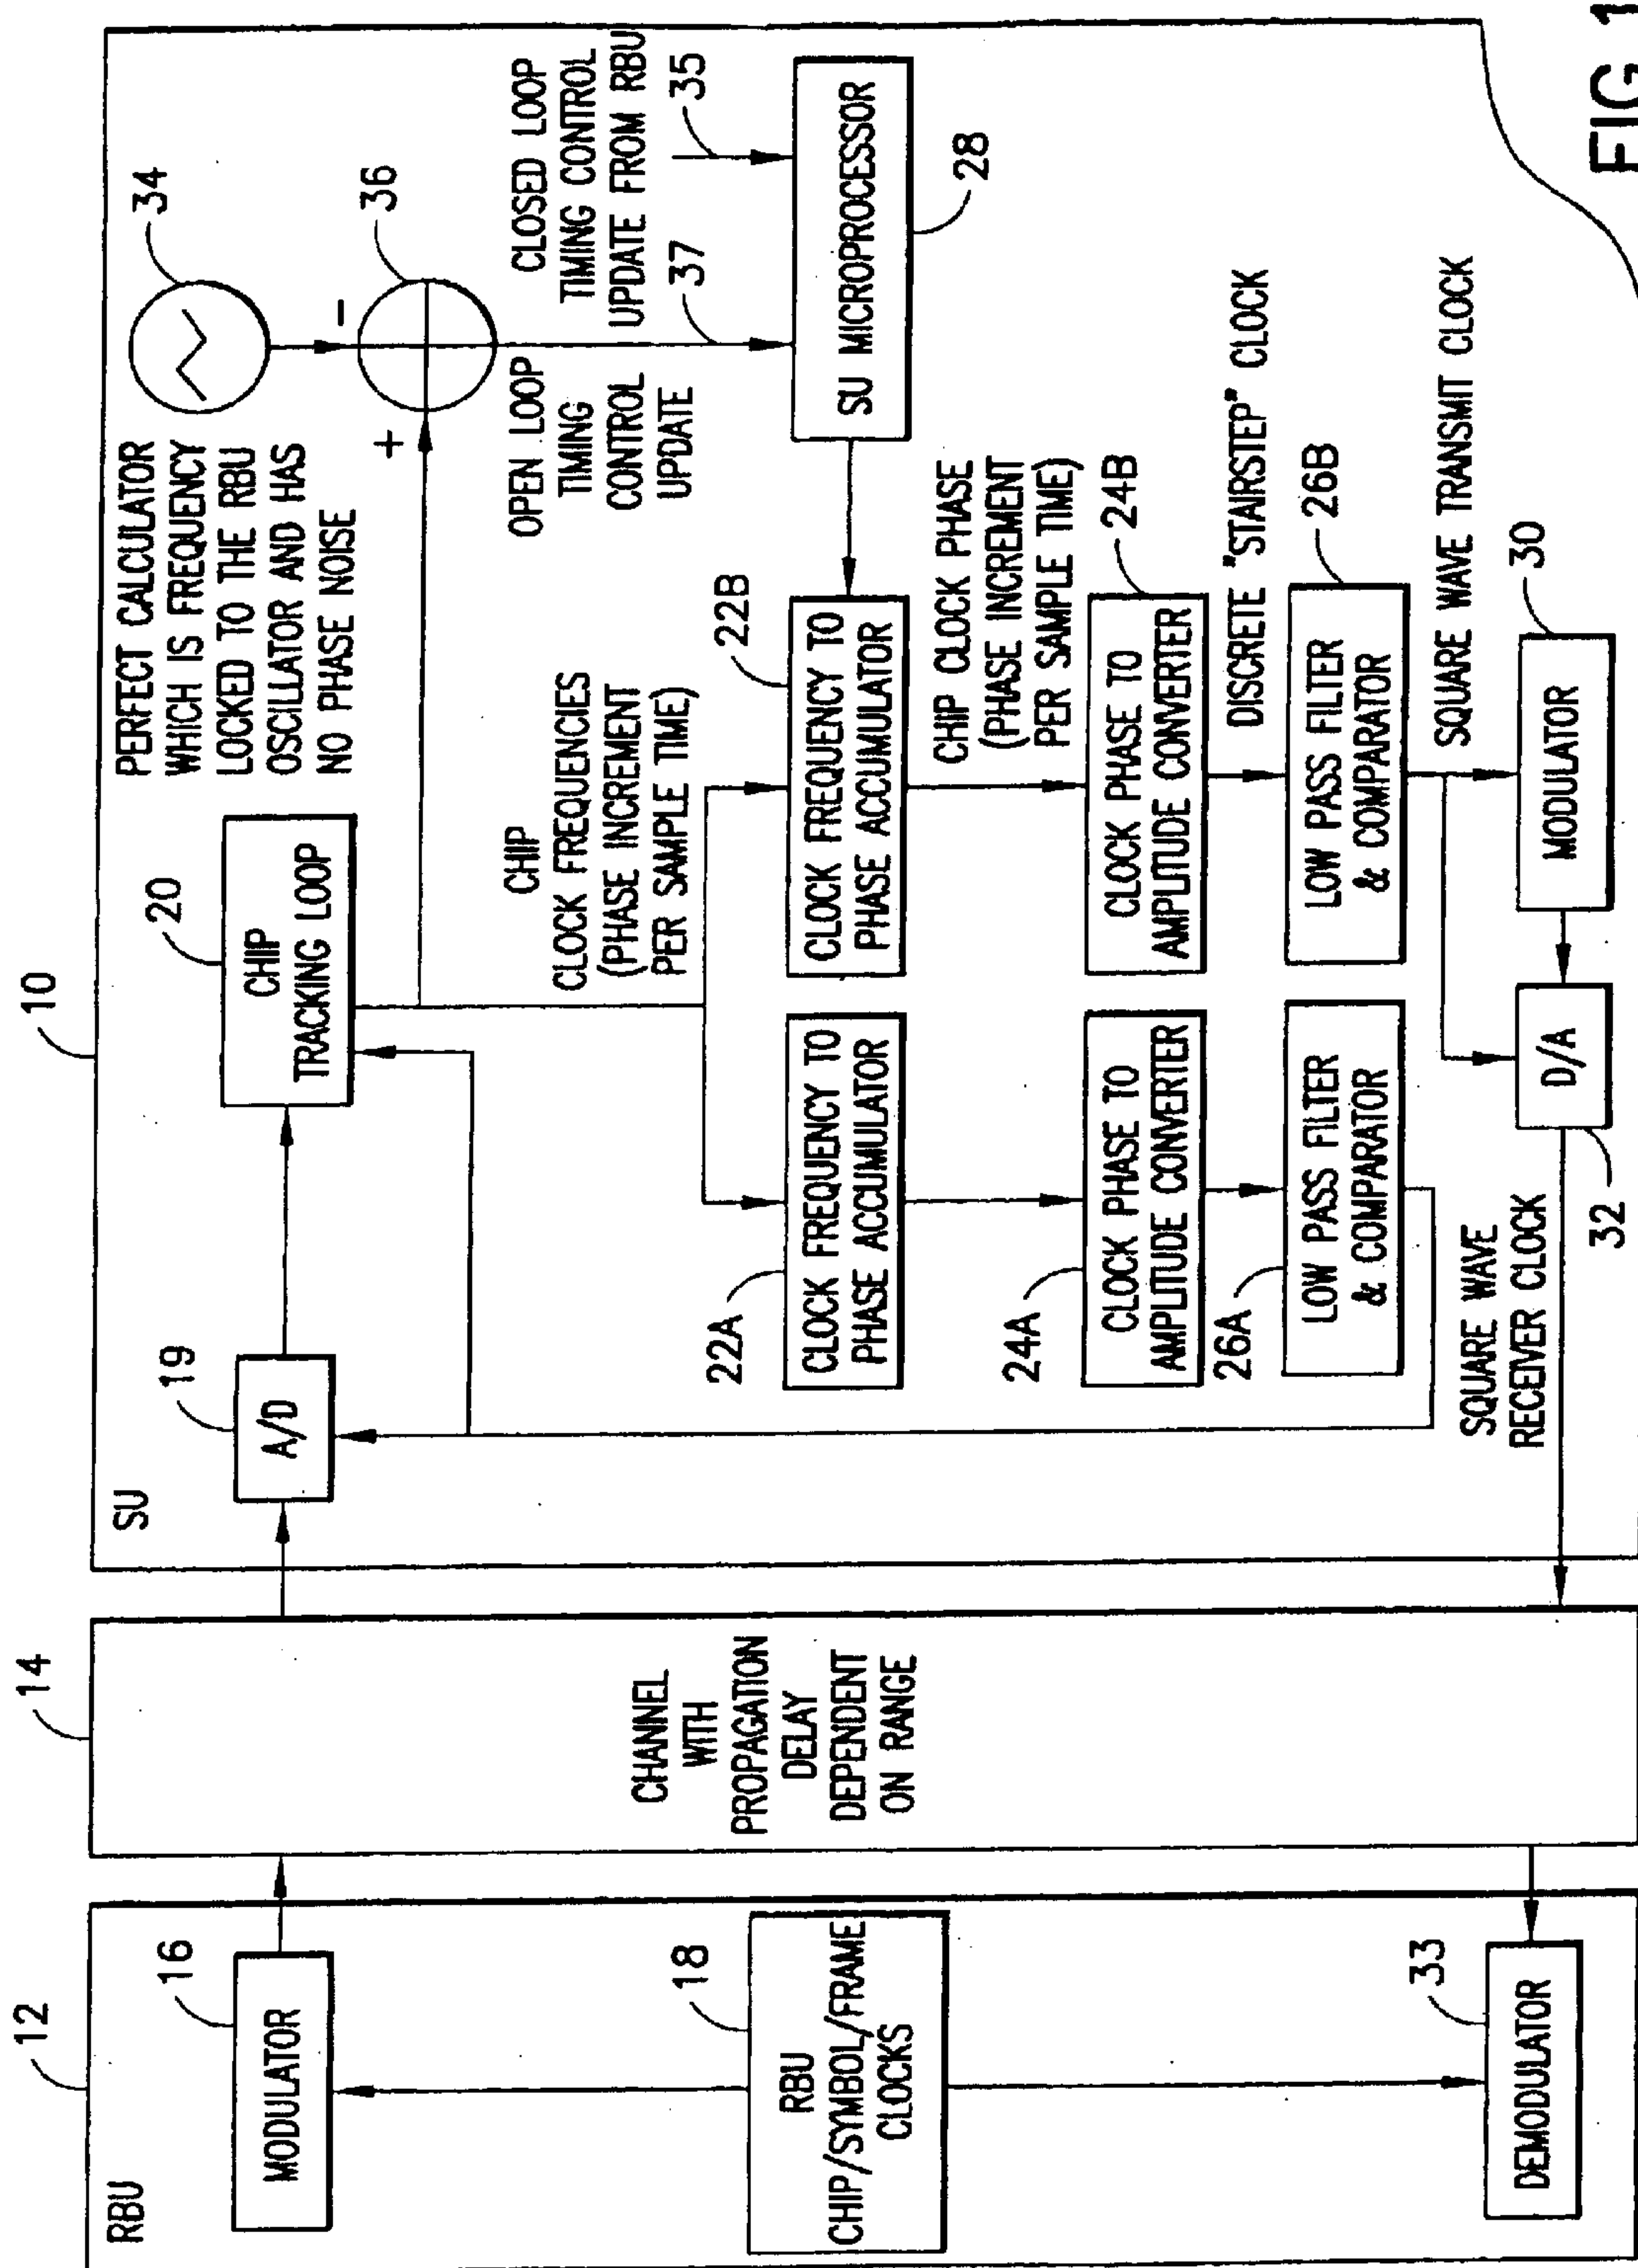 12
RBU
16
MODULATOR
18
RBU
CHIP/SYMBOL/FRAME
CLOCKS
33
DEMODULATOR
14
CHANNEL
WITH
PROPAGATION
DELAY
DEPENDENT
ON RANGE
10
SU
19
A/D
20
CHIP
TRACKING LOOP
PERFECT CALCULATOR
WHICH IS FREQUENCY
LOCKED TO THE RBU
OSCILLATOR AND HAS
NO PHASE NOISE
34
-
+
36
CHIP
CLOCK FREQUENCIES
(PHASE INCREMENT
PER SAMPLE TIME)
OPEN LOOP
TIMING
CONTROL
UPDATE
37
CLOSED LOOP
TIMING CONTROL
UPDATE FROM RBU
35
22A
CLOCK FREQUENCY TO
PHASE ACCUMULATOR
22B
CLOCK FREQUENCY TO
PHASE ACCUMULATOR
SU MICROPROCESSOR
28
CHIP CLOCK PHASE
(PHASE INCREMENT
PER SAMPLE TIME)
24A
CLOCK PHASE TO
AMPLITUDE CONVERTER
24B
CLOCK PHASE TO
AMPLITUDE CONVERTER
DISCRETE "STAIRSTEP" CLOCK
26A
LOW PASS FILTER
& COMPARATOR
26B
LOW PASS FILTER
& COMPARATOR
SQUARE WAVE
RECEIVER CLOCK
SQUARE WAVE TRANSMIT CLOCK
D/A
32
MODULATOR
30
FIG. 1